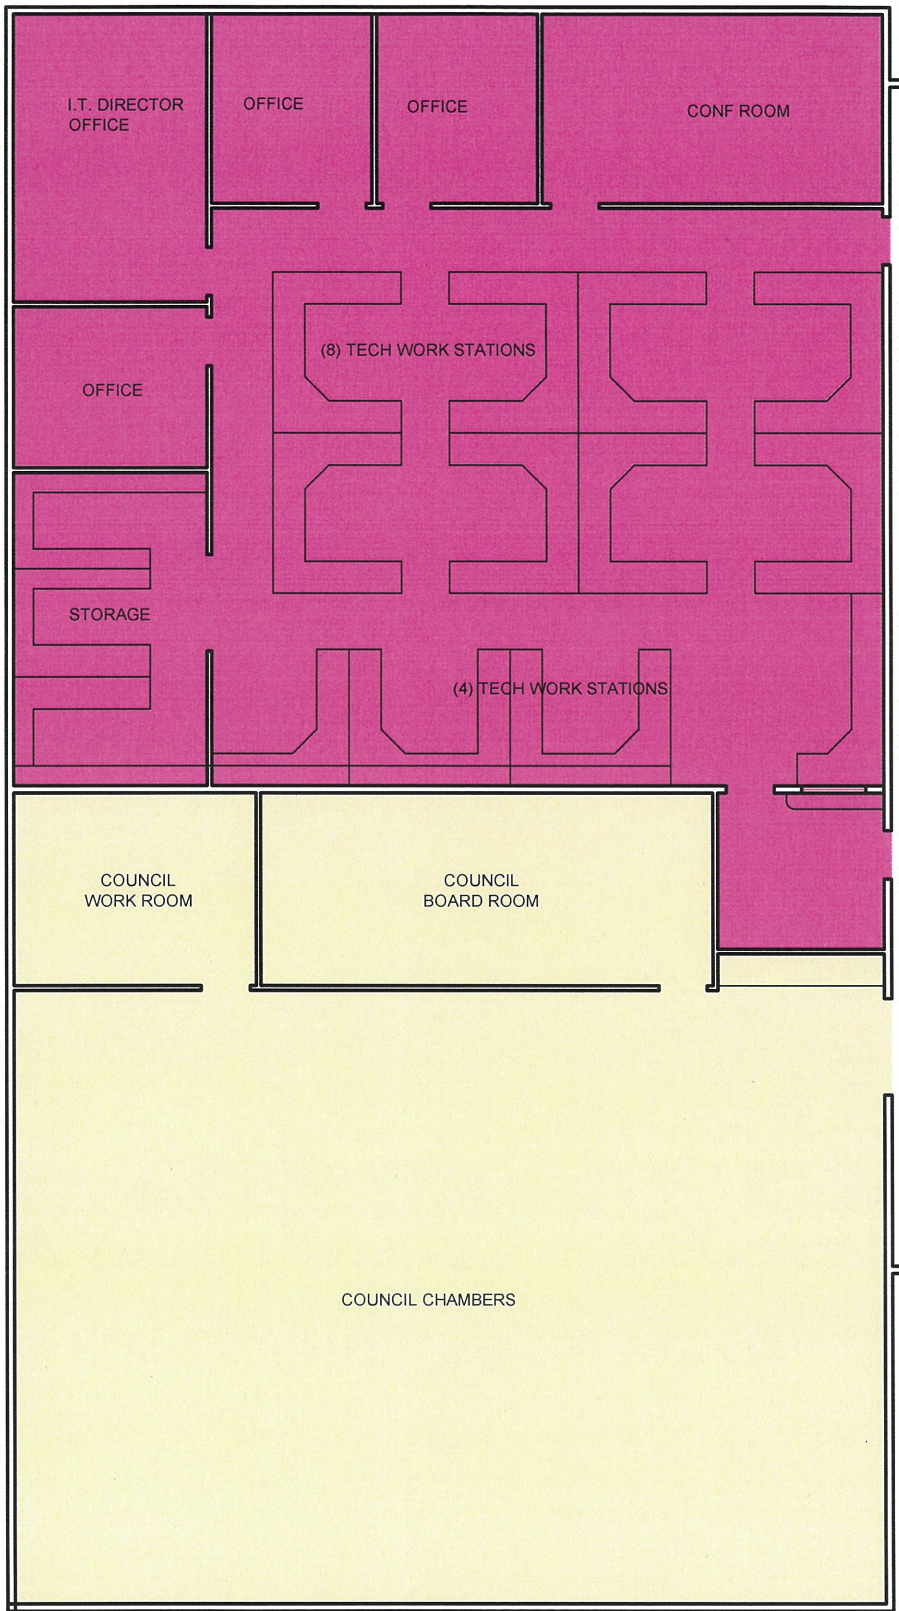 I.T. DIRECTOR
OFFICE
OFFICE
OFFICE
CONF ROOM
(8) TECH WORK STATIONS
OFFICE
STORAGE
(4) TECH WORK STATIONS
COUNCIL
WORK ROOM
COUNCIL
BOARD ROOM
COUNCIL CHAMBERS